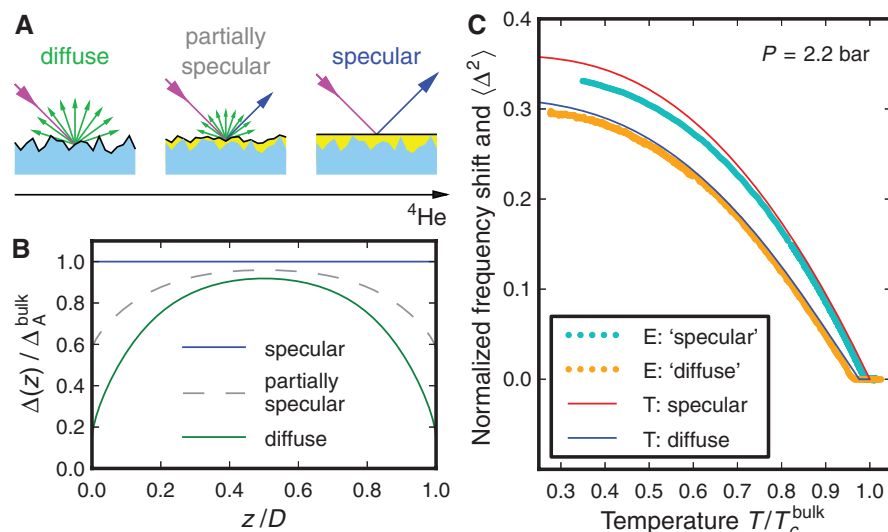 A
diffuse
partially
specular
specular
⁴He
B
Δ(z) / Δ_A^bulk
1.0
0.8
0.6
0.4
0.2
0.0
specular
partially
specular
diffuse
0.0 0.2 0.4 0.6 0.8 1.0
z/D
C
Normalized frequency shift and ⟨Δ²⟩
0.4
0.3
0.2
0.1
0.0
P = 2.2 bar
E: ‘specular’
E: ‘diffuse’
T: specular
T: diffuse
0.3 0.4 0.5 0.6 0.7 0.8 0.9 1.0
Temperature T/T_c^bulk